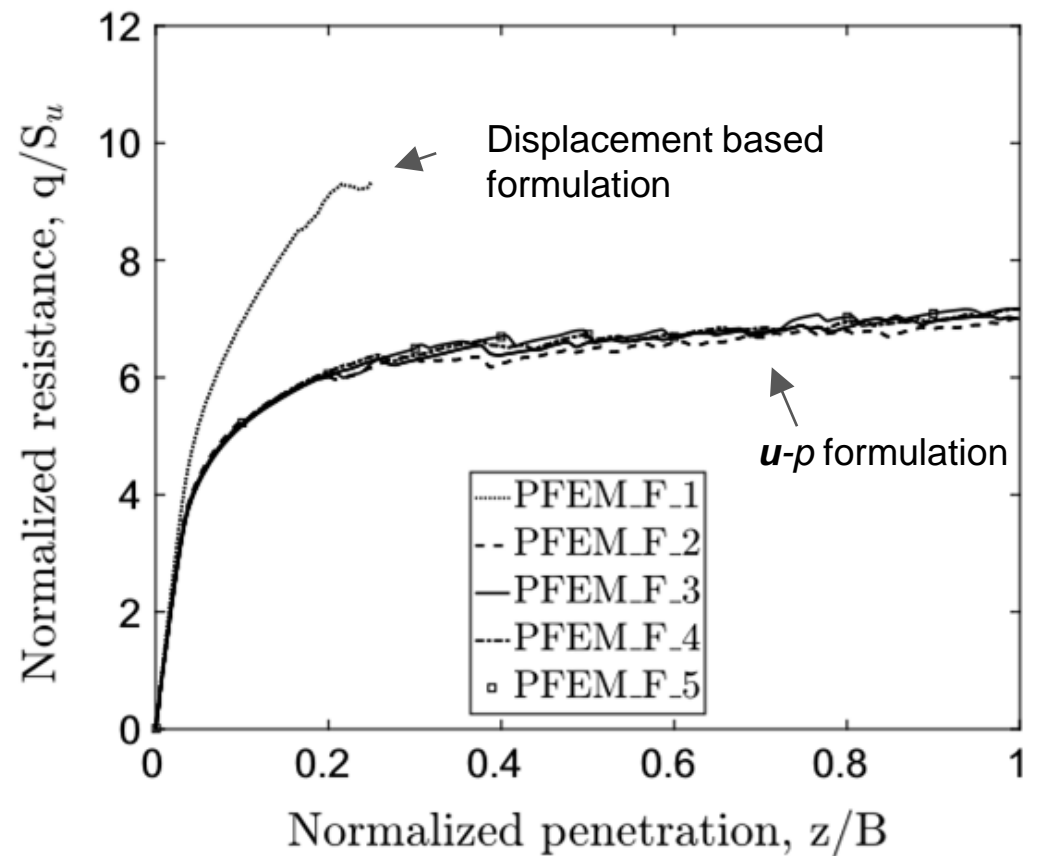 12
10
8
6
4
2
0
Normalized resistance, q/S_u
Displacement based
formulation
u-p formulation
PFEM_F_1
PFEM_F_2
PFEM_F_3
PFEM_F_4
PFEM_F_5
0 0.2 0.4 0.6 0.8 1
Normalized penetration, z/B